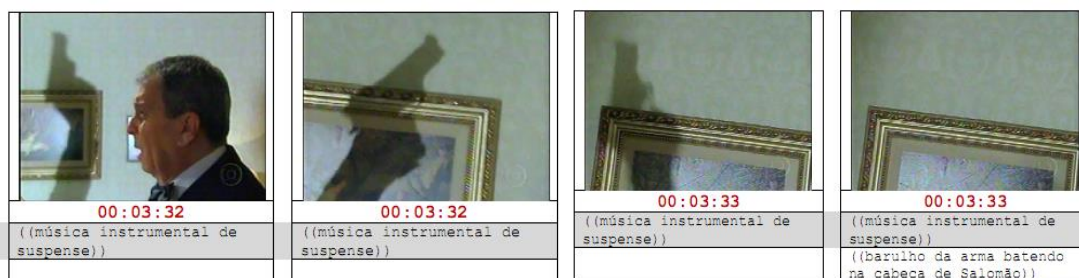 00:03:32
((música instrumental de
suspense))
00:03:32
((música instrumental de
suspense))
00:03:33
((música instrumental de
suspense))
00:03:33
((música instrumental de
suspense))
((barulho da arma batendo
na cabeça de Salomão))